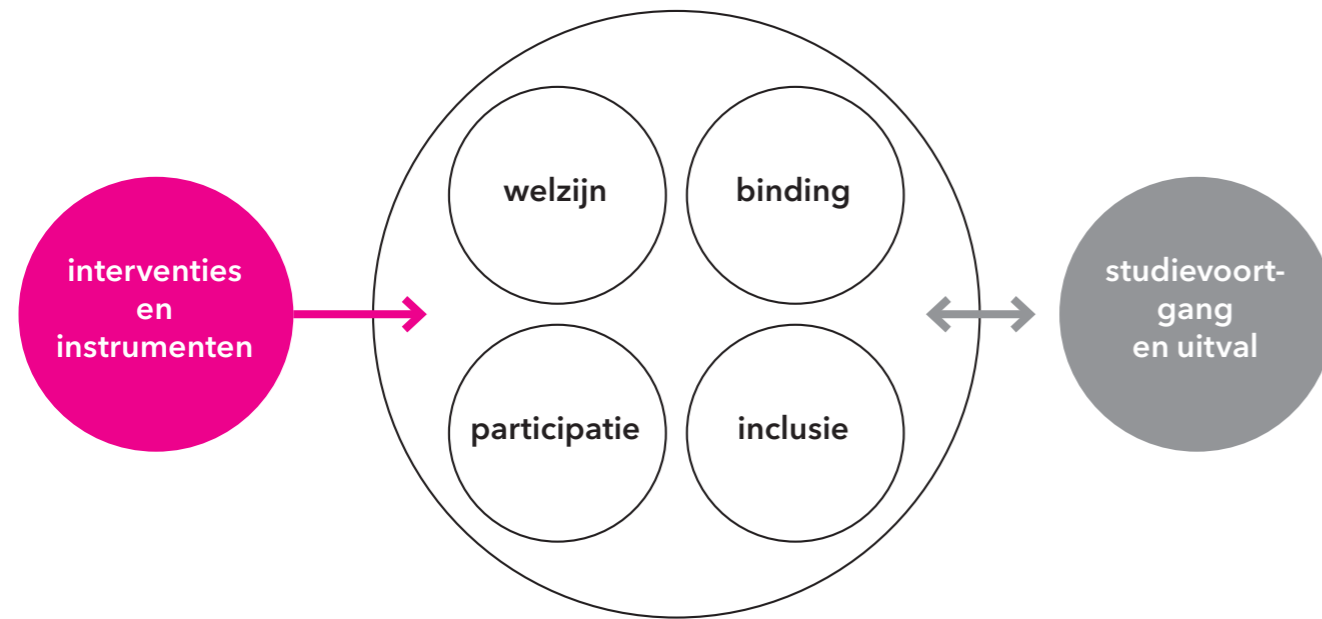 interventies
en
instrumenten
welzijn
binding
participatie
inclusie
studievoort-
gang
en uitval